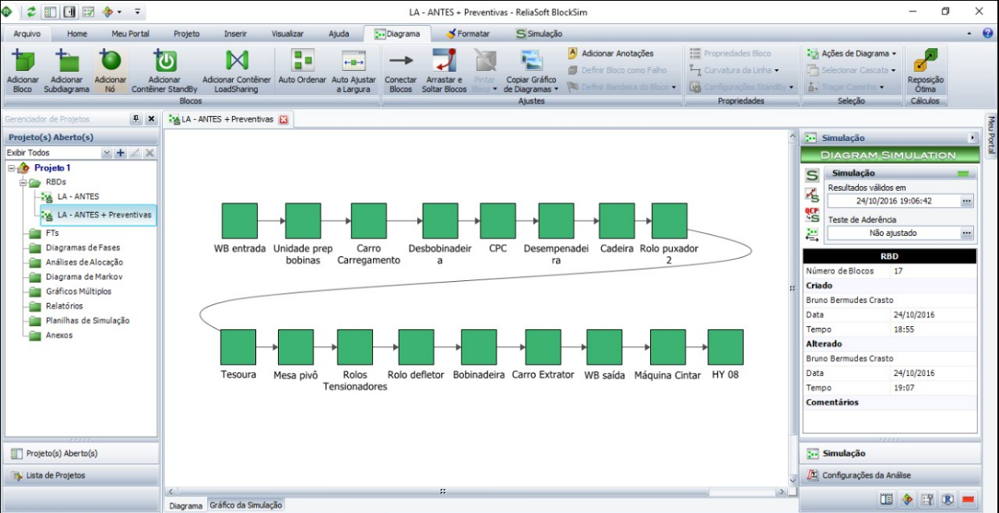 LA - ANTES + Preventivas - ReliaSoft BlockSim
Arquivo Home Meu Portal Projeto Inserir Visualizar Ajuda Diagrama Formatar Simulação
Adicionar Bloco
Adicionar Subdiagrama
Adicionar Nó
Adicionar Contêiner StandBy
Adicionar Contêiner LoadSharing
Auto Ordenar
Auto Ajustar a Largura
Blocos
Conectar Blocos
Arrastar e Soltar Blocos
Pintar Bloco
Copiar Gráfico de Diagramas
Adicionar Anotações
Definir Bloco como Falho
Definir Bandeira do Bloco
Ajustes
Propriedades Bloco
Curvatura da Linha
Configurações StandBy
Propriedades
Ações de Diagrama
Selecionar Cascata
Traçar Caminho
Seleção
Reposição Ótima
Cálculos
Gerenciador de Projetos
Projeto(s) Aberto(s)
Exibir Todos
Projeto 1
RBDs
LA - ANTES
LA - ANTES + Preventivas
FTs
Diagramas de Fases
Análises de Alocação
Diagrama de Markov
Gráficos Múltiplos
Relatórios
Planilhas de Simulação
Anexos
Projeto(s) Aberto(s)
Lista de Projetos
LA - ANTES + Preventivas
WB entrada
Unidade prep
bobinas
Carro
Carregamento
Desbobinadeir
a
CPC
Desempenadei
ra
Cadeira
Rolo puxador
2
Tesoura
Mesa pivô
Rolos
Tensionadores
Rolo defletor
Bobinadeira
Carro Extrator
WB saída
Máquina Cintar
HY 08
Diagrama Gráfico da Simulação
Meu Portal
Simulação
DIAGRAM SIMULATION
S Simulação
Resultados válidos em
24/10/2016 19:06:42
QCP
S
Teste de Aderência
Não ajustado
RBD
Número de Blocos 17
Criado
Bruno Bermudes Crasto
Data 24/10/2016
Tempo 18:55
Alterado
Bruno Bermudes Crasto
Data 24/10/2016
Tempo 19:07
Comentários
Simulação
Configurações da Análise